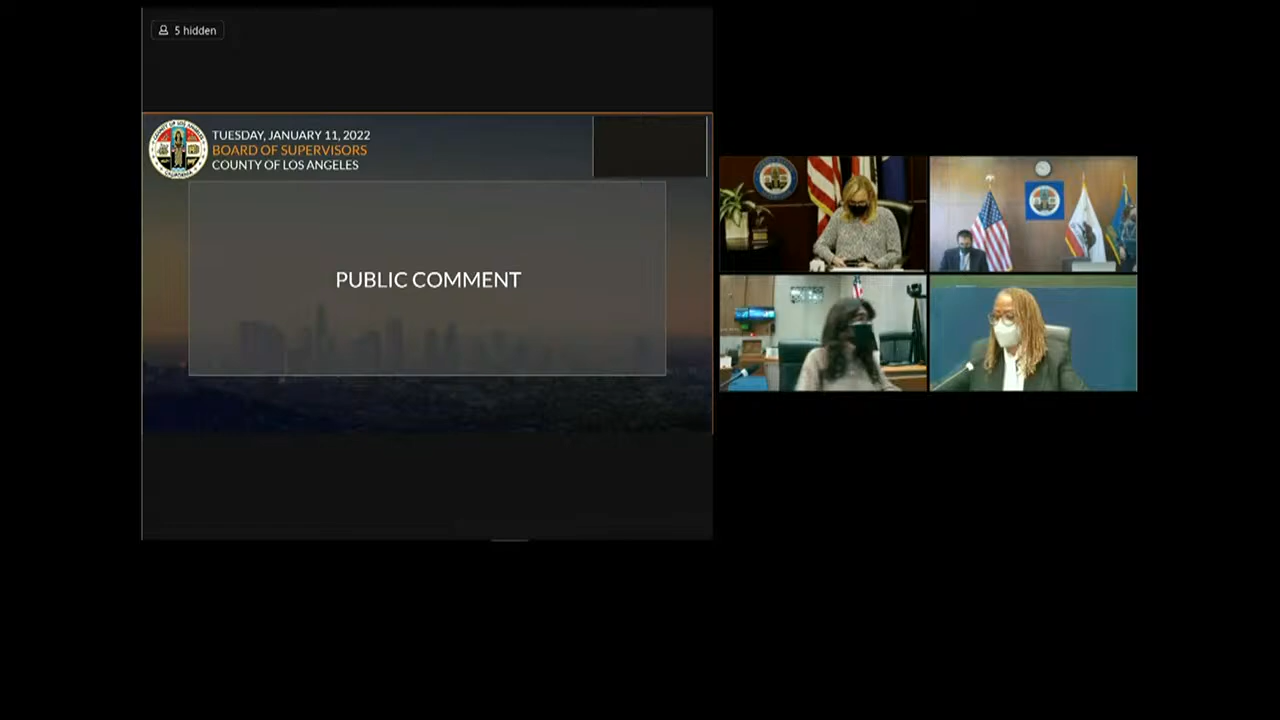 5 hidden
TUESDAY, JANUARY 11, 2022
BOARD OF SUPERVISORS
COUNTY OF LOS ANGELES
PUBLIC COMMENT